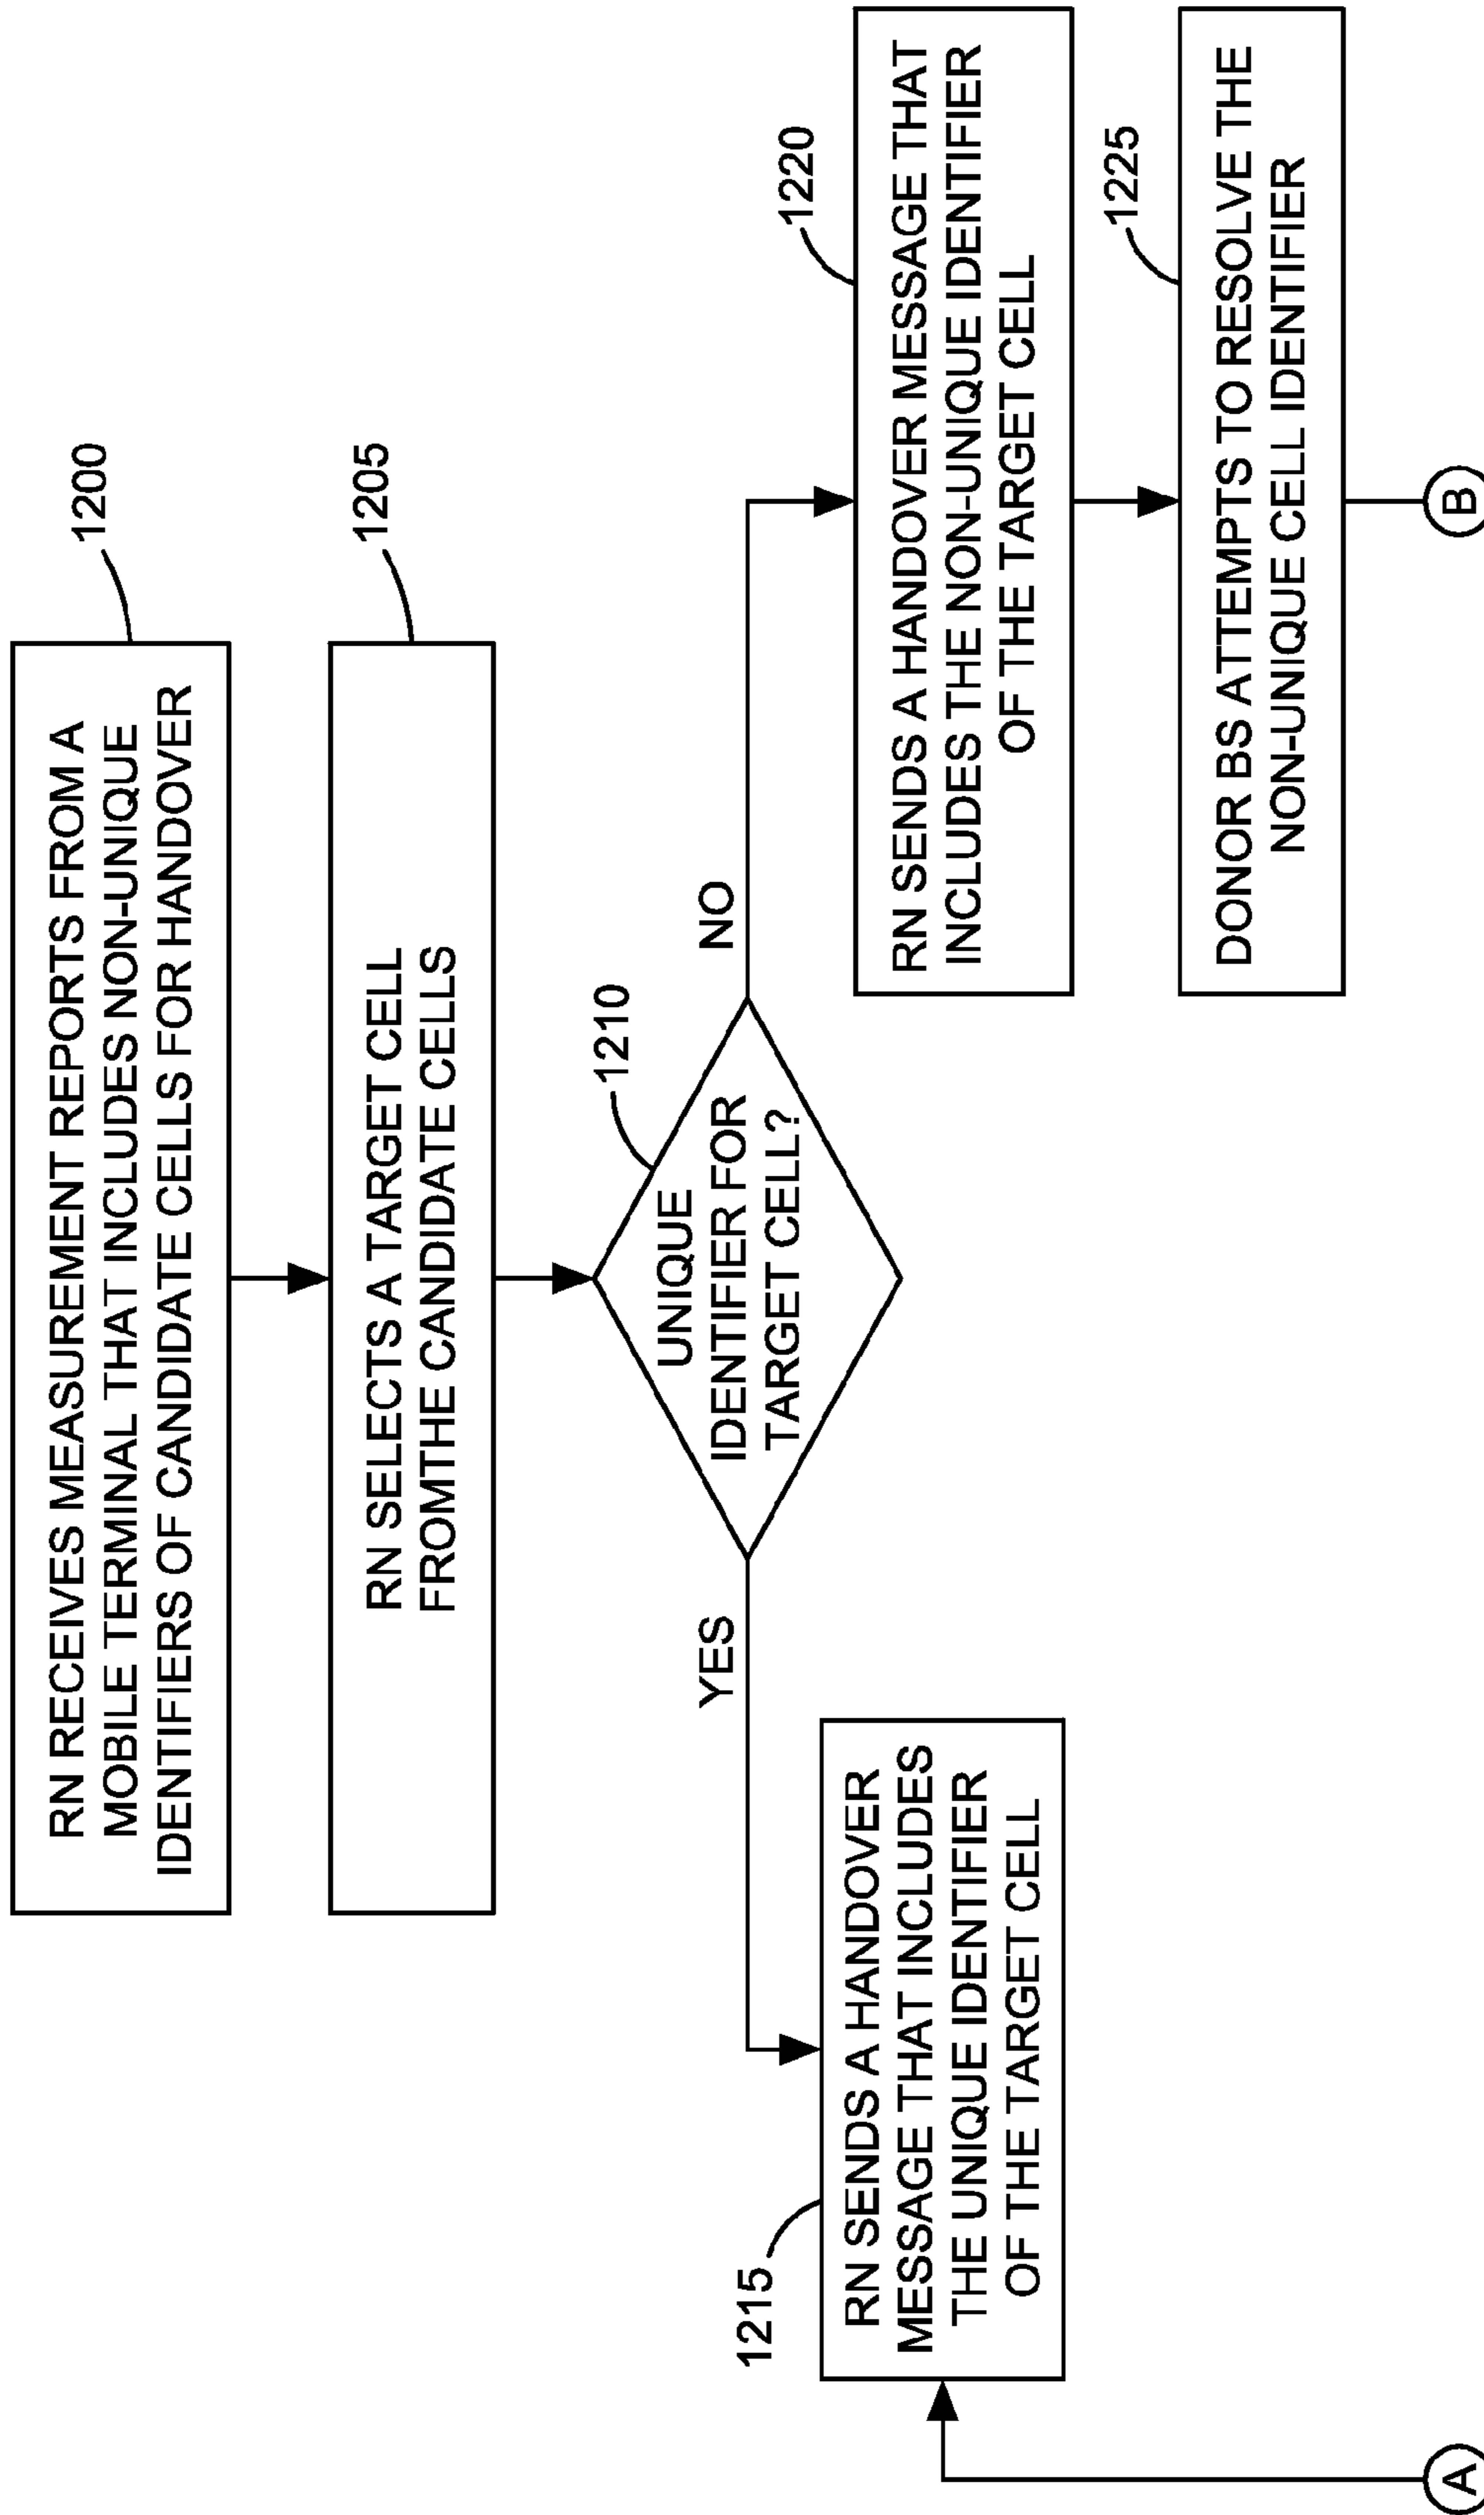 RN RECEIVES MEASUREMENT REPORTS FROM A
MOBILE TERMINAL THAT INCLUDES NON-UNIQUE
IDENTIFIERS OF CANDIDATE CELLS FOR HANDOVER
1200
RN SELECTS A TARGET CELL
FROMTHE CANDIDATE CELLS
1205
UNIQUE
IDENTIFIER FOR
TARGET CELL?
1210
YES
NO
1215
RN SENDS A HANDOVER
MESSAGE THAT INCLUDES
THE UNIQUE IDENTIFIER
OF THE TARGET CELL
1220
RN SENDS A HANDOVER MESSAGE THAT
INCLUDES THE NON-UNIQUE IDENTIFIER
OF THE TARGET CELL
1225
DONOR BS ATTEMPTS TO RESOLVE THE
NON-UNIQUE CELL IDENTIFIER
A
B